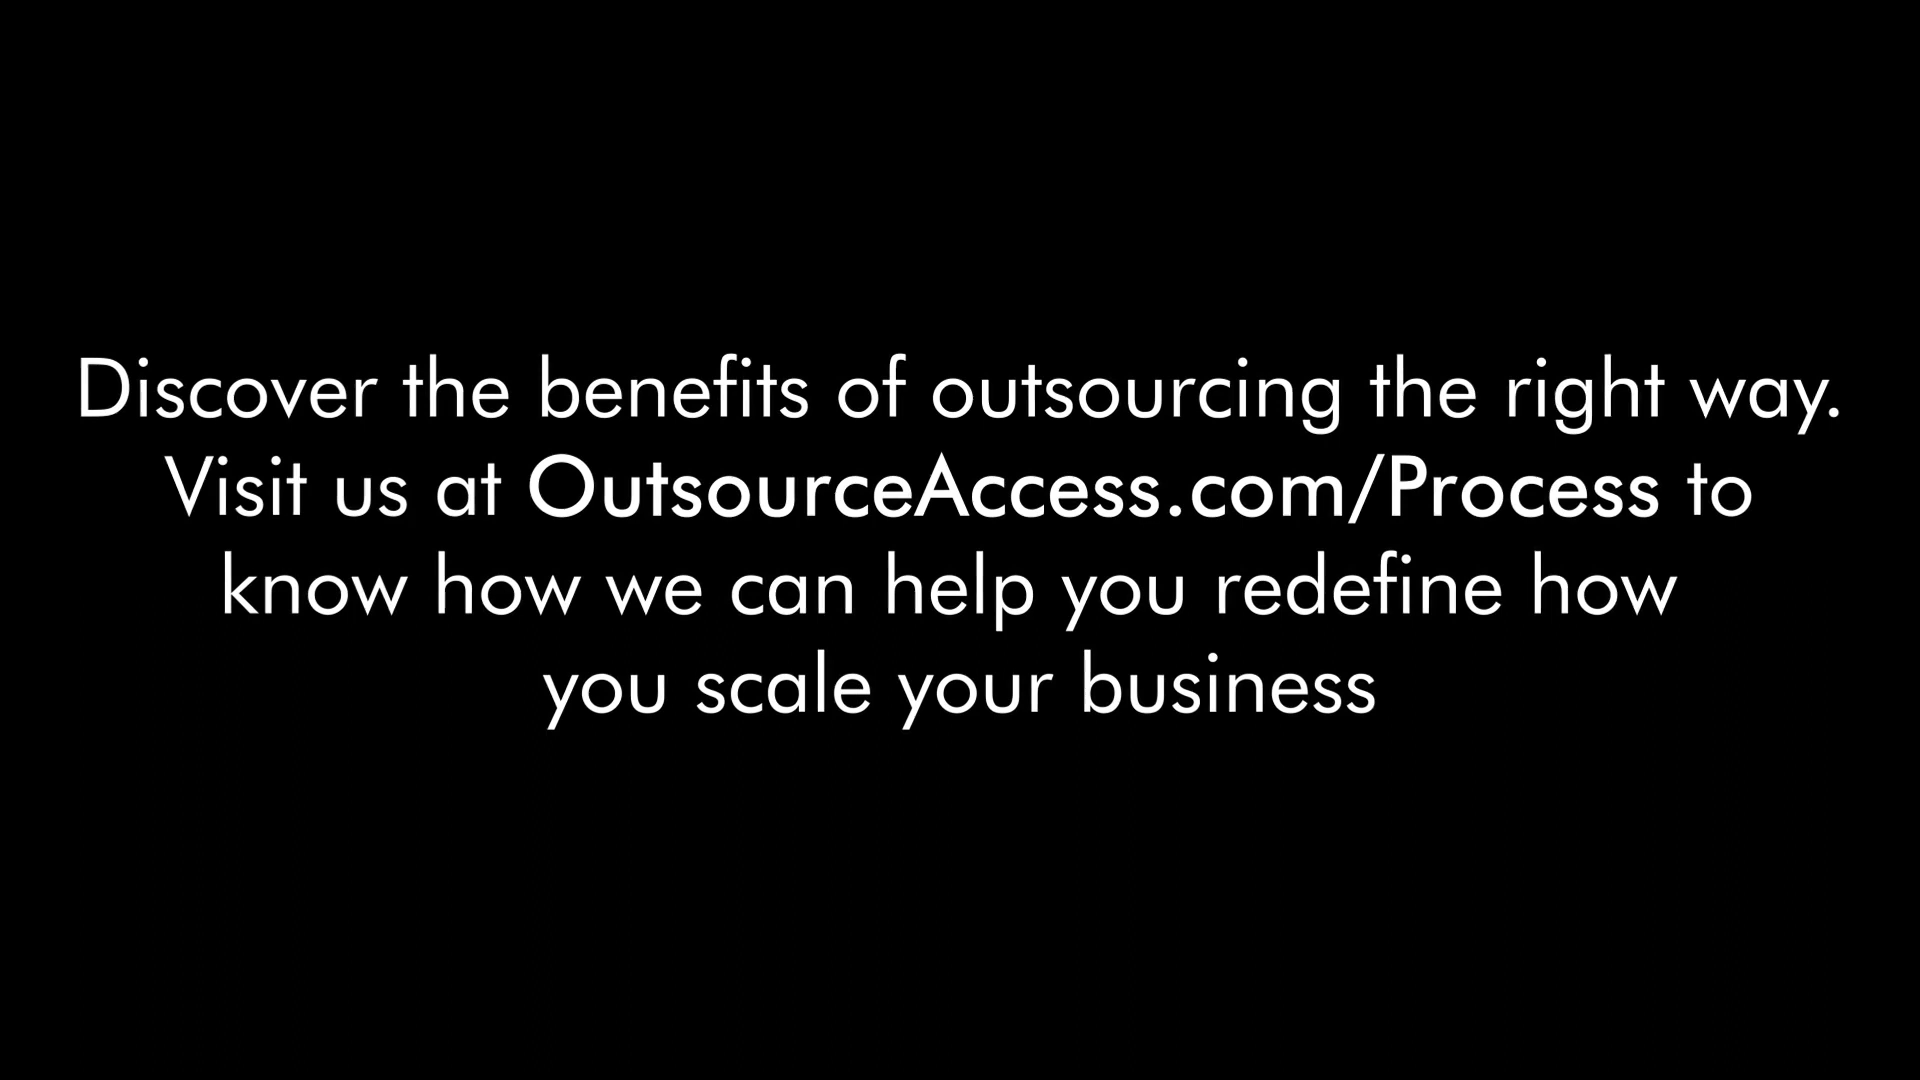 Discover the benefits of outsourcing the right way.
Visit us at OutsourceAccess.com/Process to
know how we can help you redefine how
you scale your business